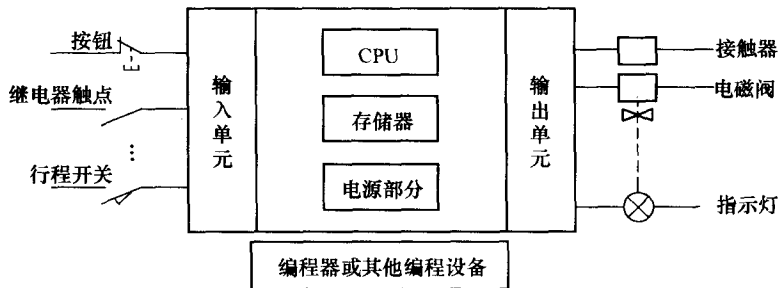 按钮
继电器触点
行程开关
输入单元
CPU
存储器
电源部分
输出单元
接触器
电磁阀
指示灯
编程器或其他编程设备